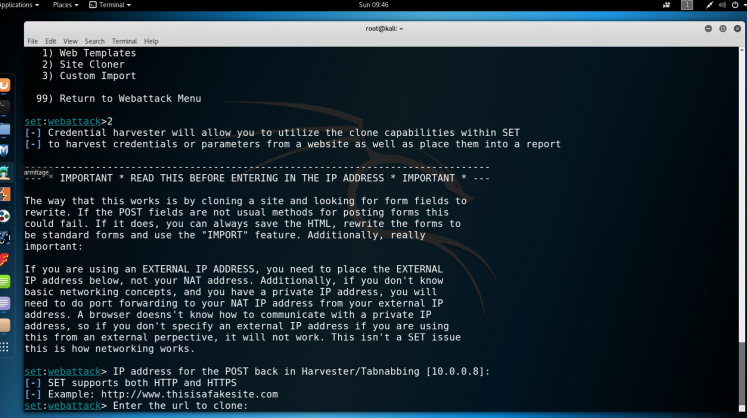 Applications ▾ Places ▾ Terminal ▾ Sun 09:46 1
root@kali: ~
File Edit View Search Terminal Help
1) Web Templates
2) Site Cloner
3) Custom Import
99) Return to Webattack Menu
set:webattack>2
[-] Credential harvester will allow you to utilize the clone capabilities within SET
[-] to harvest credentials or parameters from a website as well as place them into a report
-------------------------------------------------------------------------------
--- * IMPORTANT * READ THIS BEFORE ENTERING IN THE IP ADDRESS * IMPORTANT * ---
armitage
The way that this works is by cloning a site and looking for form fields to
rewrite. If the POST fields are not usual methods for posting forms this
could fail. If it does, you can always save the HTML, rewrite the forms to
be standard forms and use the "IMPORT" feature. Additionally, really
important:
If you are using an EXTERNAL IP ADDRESS, you need to place the EXTERNAL
IP address below, not your NAT address. Additionally, if you don't know
basic networking concepts, and you have a private IP address, you will
need to do port forwarding to your NAT IP address from your external IP
address. A browser doesns't know how to communicate with a private IP
address, so if you don't specify an external IP address if you are using
this from an external perpective, it will not work. This isn't a SET issue
this is how networking works.
set:webattack> IP address for the POST back in Harvester/Tabnabbing [10.0.0.8]:
[-] SET supports both HTTP and HTTPS
[-] Example: http://www.thisisafakesite.com
set:webattack> Enter the url to clone: